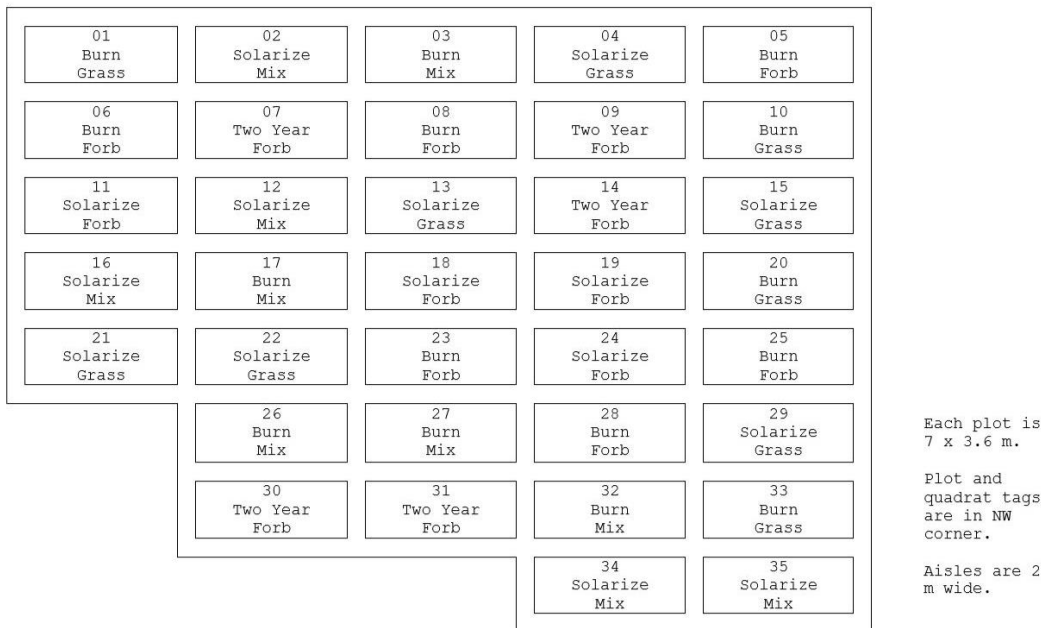 01
Burn
Grass
02
Solarize
Mix
03
Burn
Mix
04
Solarize
Grass
05
Burn
Forb
06
Burn
Forb
07
Two Year
Forb
08
Burn
Forb
09
Two Year
Forb
10
Burn
Grass
11
Solarize
Forb
12
Solarize
Mix
13
Solarize
Grass
14
Two Year
Forb
15
Solarize
Grass
16
Solarize
Mix
17
Burn
Mix
18
Solarize
Forb
19
Solarize
Forb
20
Burn
Grass
21
Solarize
Grass
22
Solarize
Grass
23
Burn
Forb
24
Solarize
Forb
25
Burn
Forb
26
Burn
Mix
27
Burn
Mix
28
Burn
Forb
29
Solarize
Grass
30
Two Year
Forb
31
Two Year
Forb
32
Burn
Mix
33
Burn
Grass
34
Solarize
Mix
35
Solarize
Mix
Each plot is
7 x 3.6 m.
Plot and
quadrat tags
are in NW
corner.
Aisles are 2
m wide.